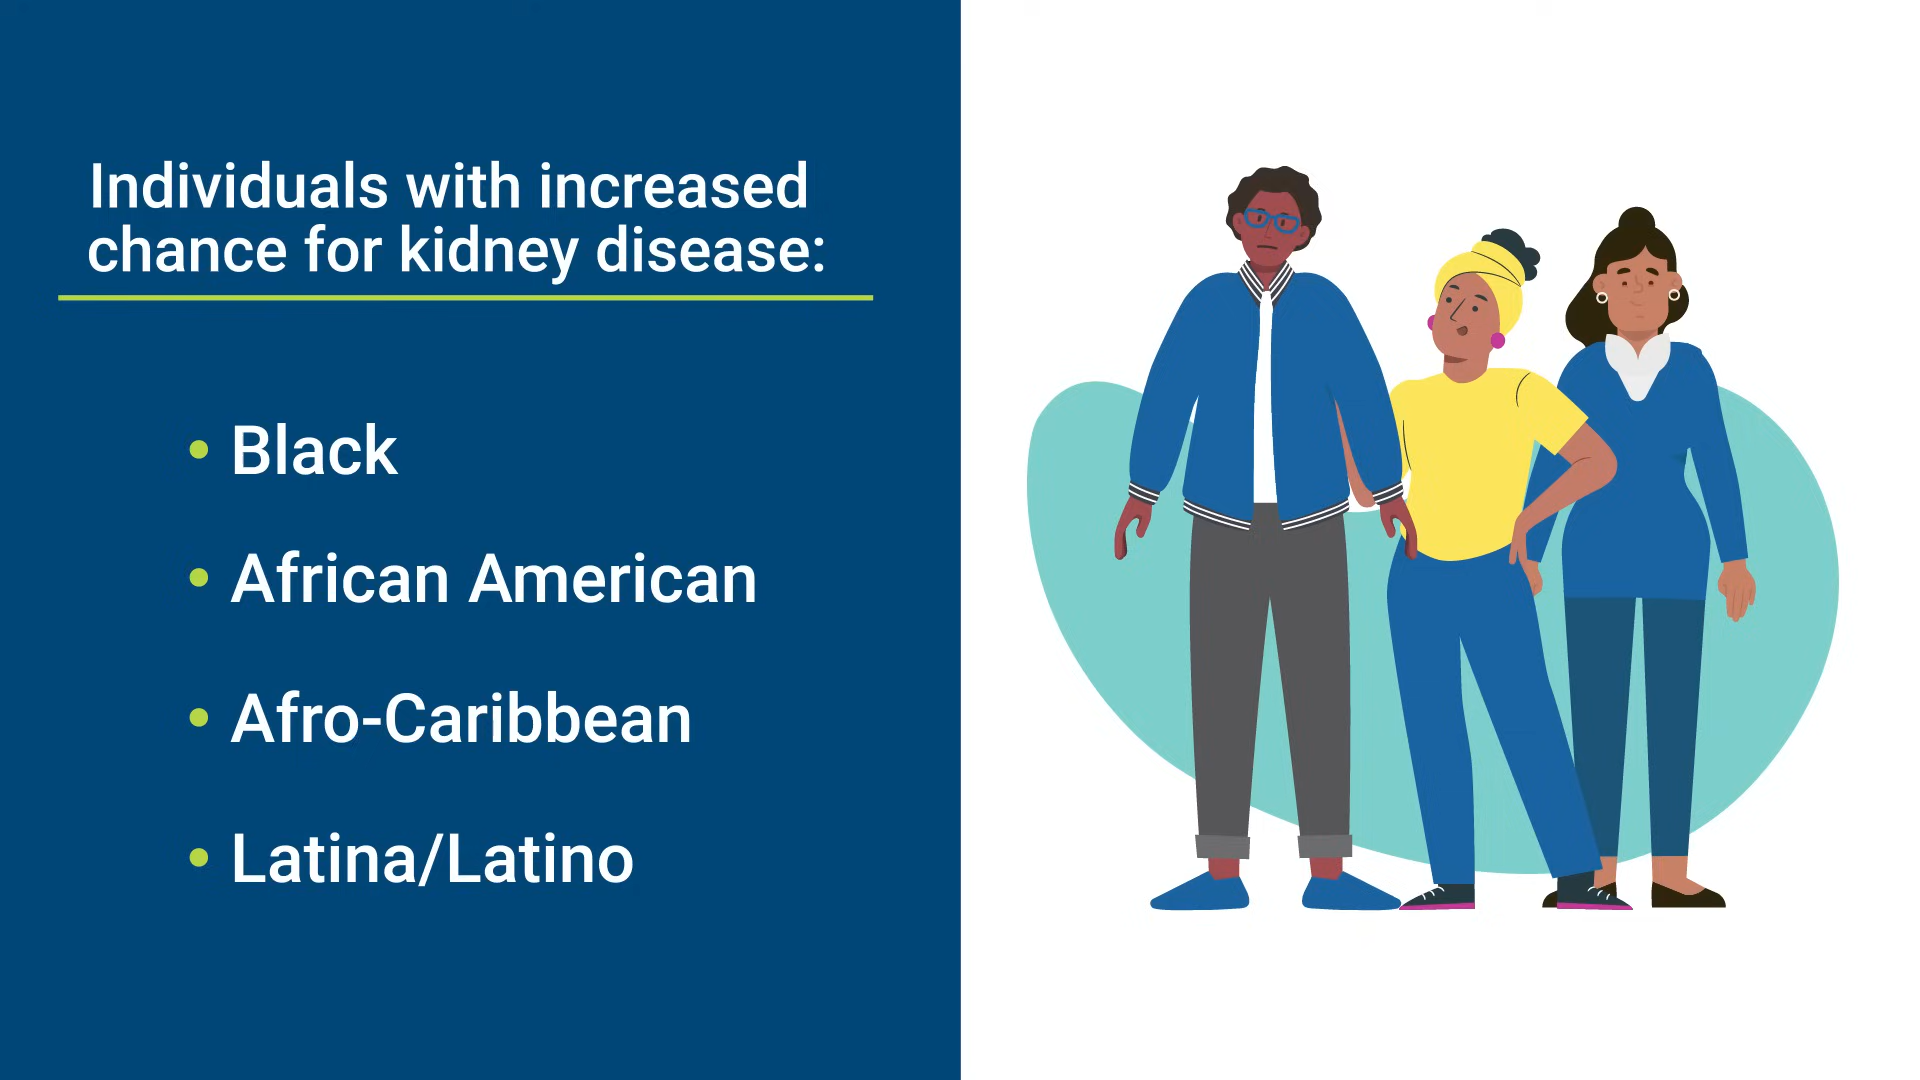 Individuals with increased
chance for kidney disease:
• Black
• African American
• Afro-Caribbean
• Latina/Latino